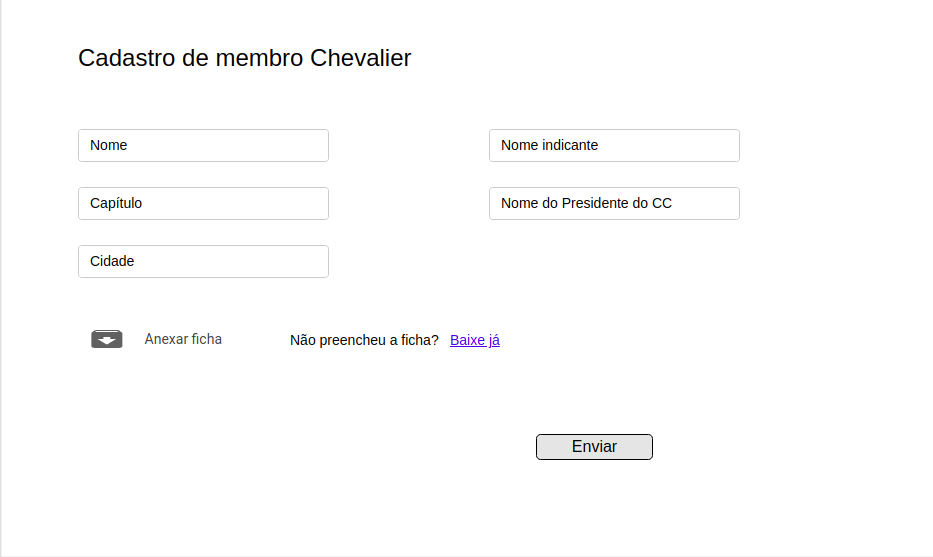 Cadastro de membro Chevalier
Nome
Nome indicante
Capítulo
Nome do Presidente do CC
Cidade
Anexar ficha
Não preencheu a ficha? Baixe já
Enviar